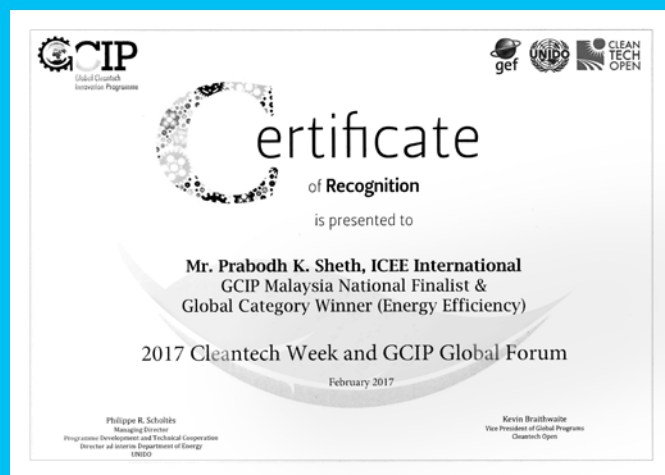 GCIP
Global Cleantech
Innovation Programme
gef
UNIDO
CLEAN
TECH
OPEN
Certificate
of Recognition
is presented to
Mr. Prabodh K. Sheth, ICEE International
GCIP Malaysia National Finalist &
Global Category Winner (Energy Efficiency)
2017 Cleantech Week and GCIP Global Forum
February 2017
Philippe R. Scholtès
Managing Director
Programme Development and Technical Cooperation
Director ad interim Department of Energy
UNIDO
Kevin Braithwaite
Vice President of Global Programs
Cleantech Open